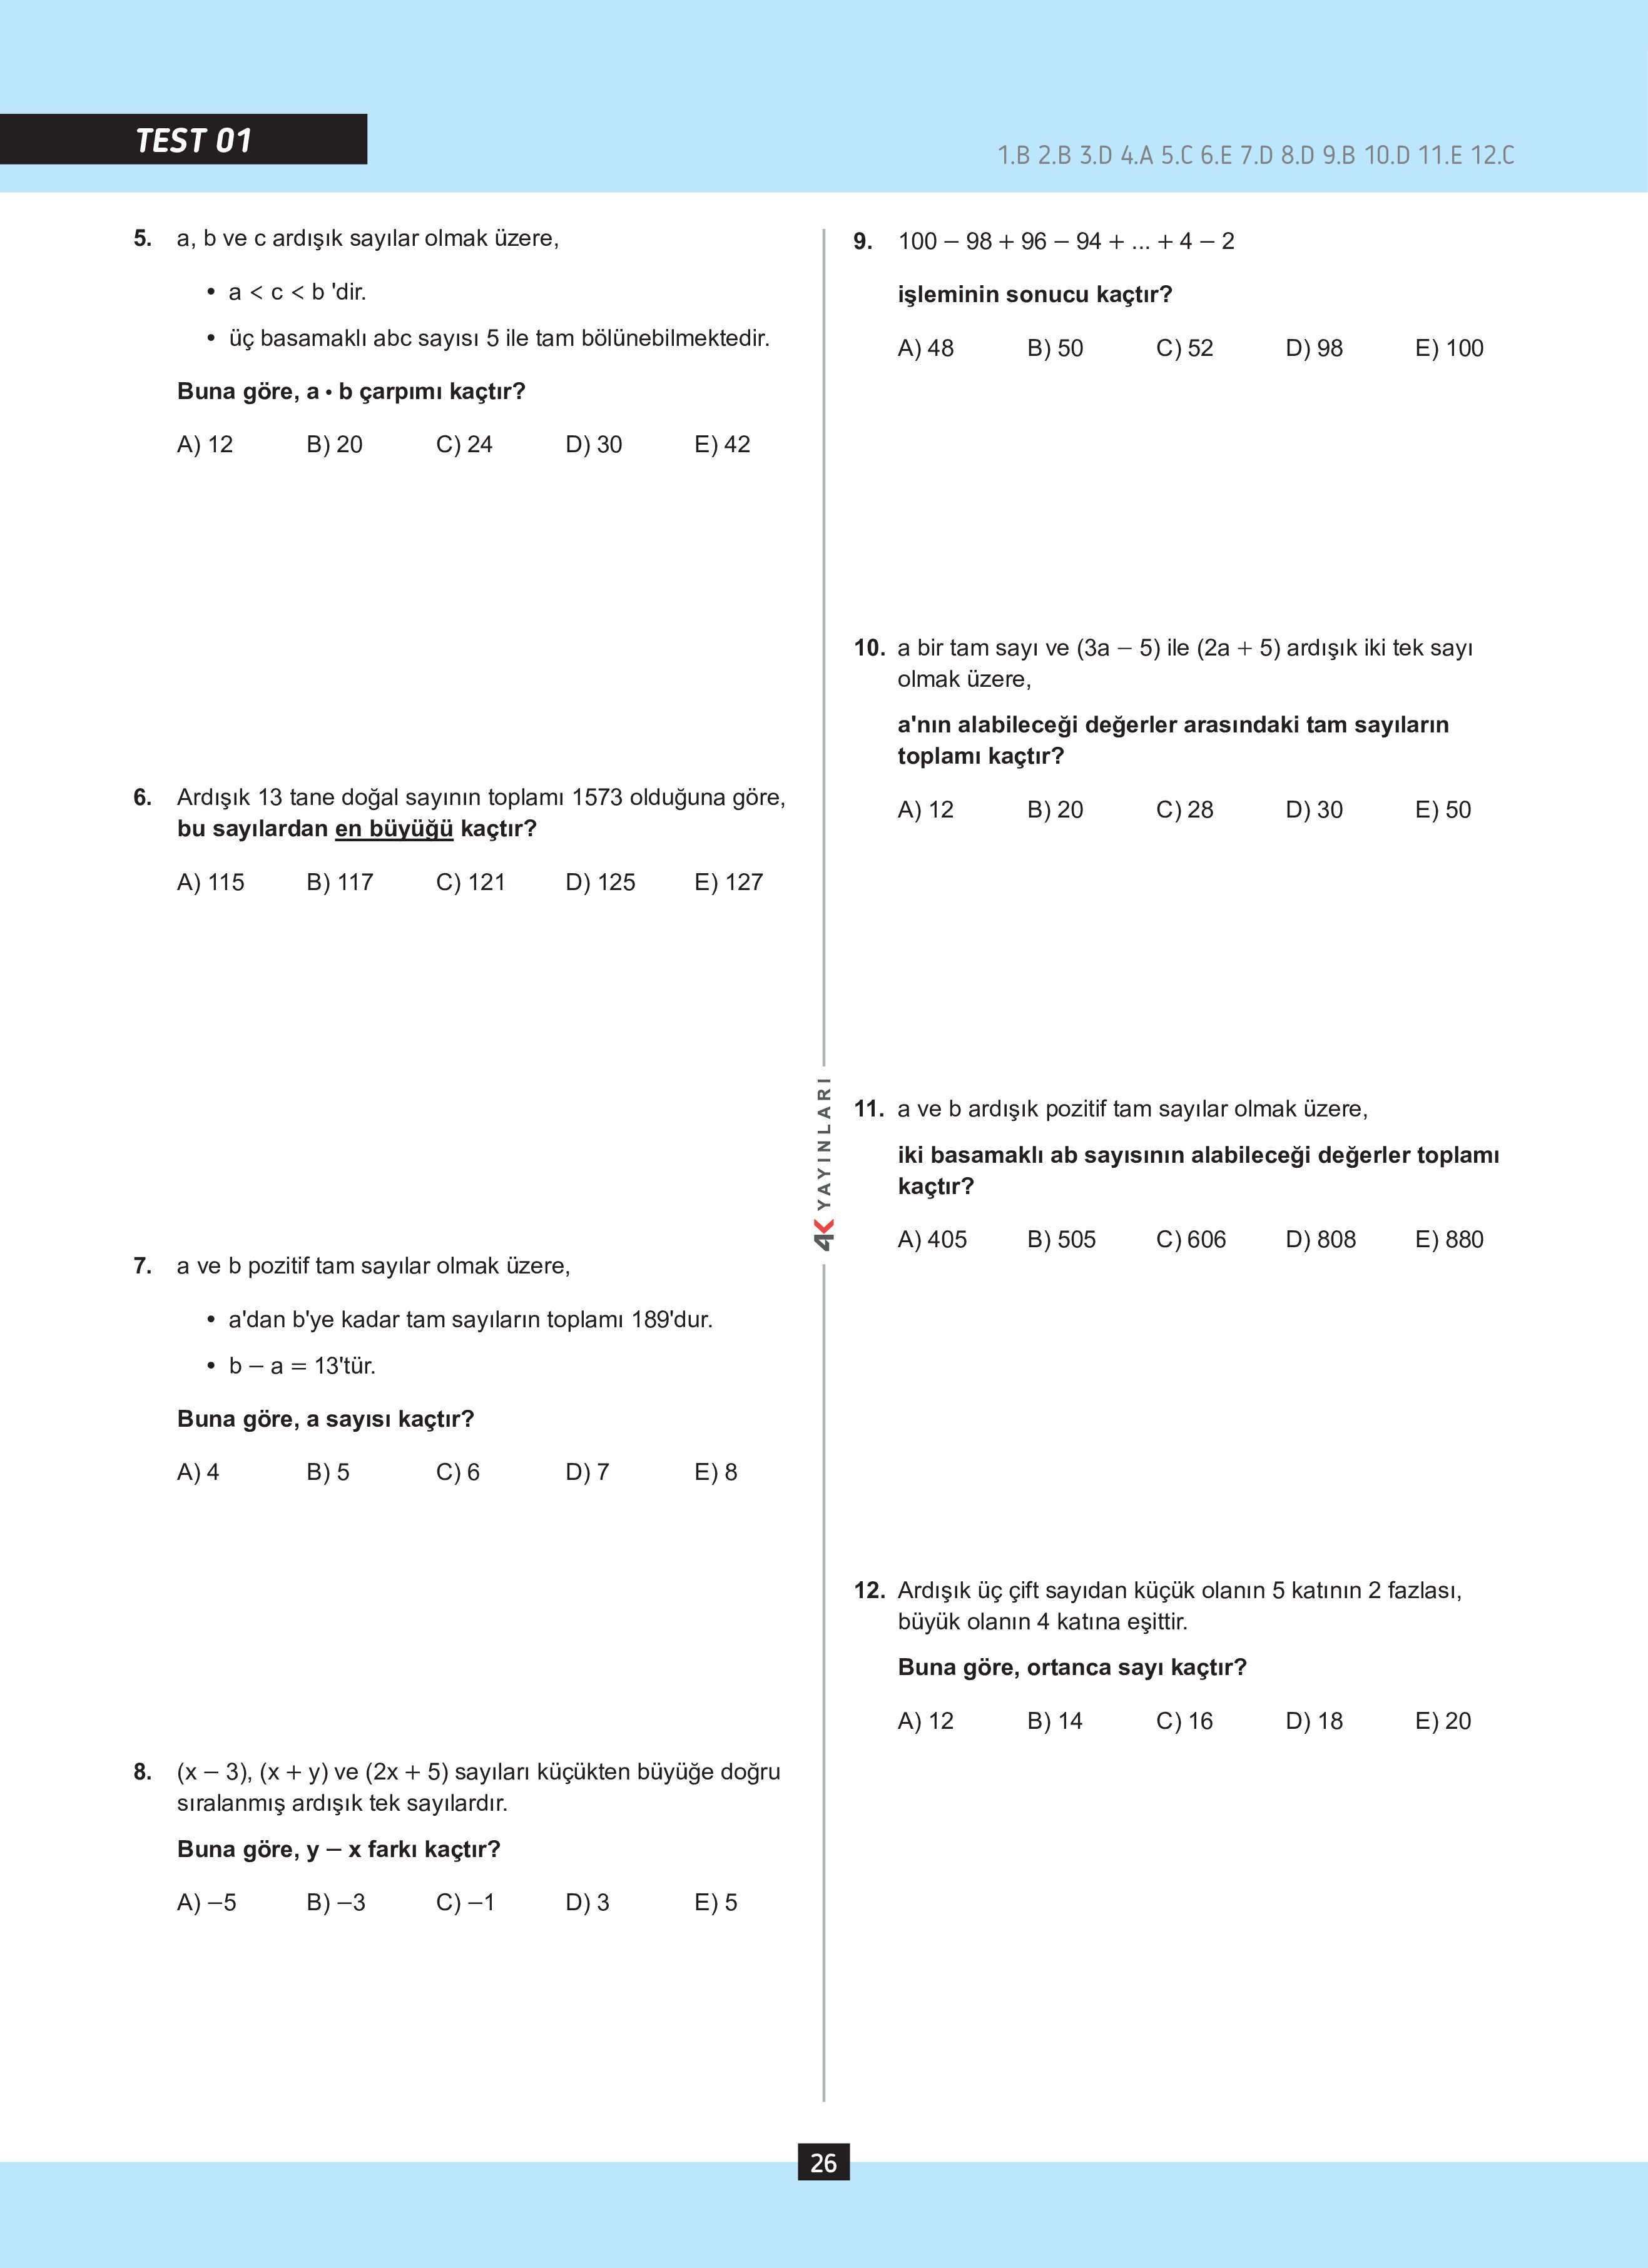 TEST 01
1.B 2.B 3.D 4.A 5.C 6.E 7.D 8.D 9.B 10.D 11.E 12.C
5. a, b ve c ardışık sayılar olmak üzere,
• a < c < b 'dir.
• üç basamaklı abc sayısı 5 ile tam bölünebilmektedir.
Buna göre, a • b çarpımı kaçtır?
A) 12 B) 20 C) 24 D) 30 E) 42
6. Ardışık 13 tane doğal sayının toplamı 1573 olduğuna göre,
bu sayılardan en büyüğü kaçtır?
A) 115 B) 117 C) 121 D) 125 E) 127
7. a ve b pozitif tam sayılar olmak üzere,
• a'dan b'ye kadar tam sayıların toplamı 189'dur.
• b – a = 13'tür.
Buna göre, a sayısı kaçtır?
A) 4 B) 5 C) 6 D) 7 E) 8
8. (x – 3), (x + y) ve (2x + 5) sayıları küçükten büyüğe doğru
sıralanmış ardışık tek sayılardır.
Buna göre, y – x farkı kaçtır?
A) –5 B) –3 C) –1 D) 3 E) 5
4K YAYINLARI
9. 100 – 98 + 96 – 94 + ... + 4 – 2
işleminin sonucu kaçtır?
A) 48 B) 50 C) 52 D) 98 E) 100
10. a bir tam sayı ve (3a – 5) ile (2a + 5) ardışık iki tek sayı
olmak üzere,
a'nın alabileceği değerler arasındaki tam sayıların
toplamı kaçtır?
A) 12 B) 20 C) 28 D) 30 E) 50
11. a ve b ardışık pozitif tam sayılar olmak üzere,
iki basamaklı ab sayısının alabileceği değerler toplamı
kaçtır?
A) 405 B) 505 C) 606 D) 808 E) 880
12. Ardışık üç çift sayıdan küçük olanın 5 katının 2 fazlası,
büyük olanın 4 katına eşittir.
Buna göre, ortanca sayı kaçtır?
A) 12 B) 14 C) 16 D) 18 E) 20
26